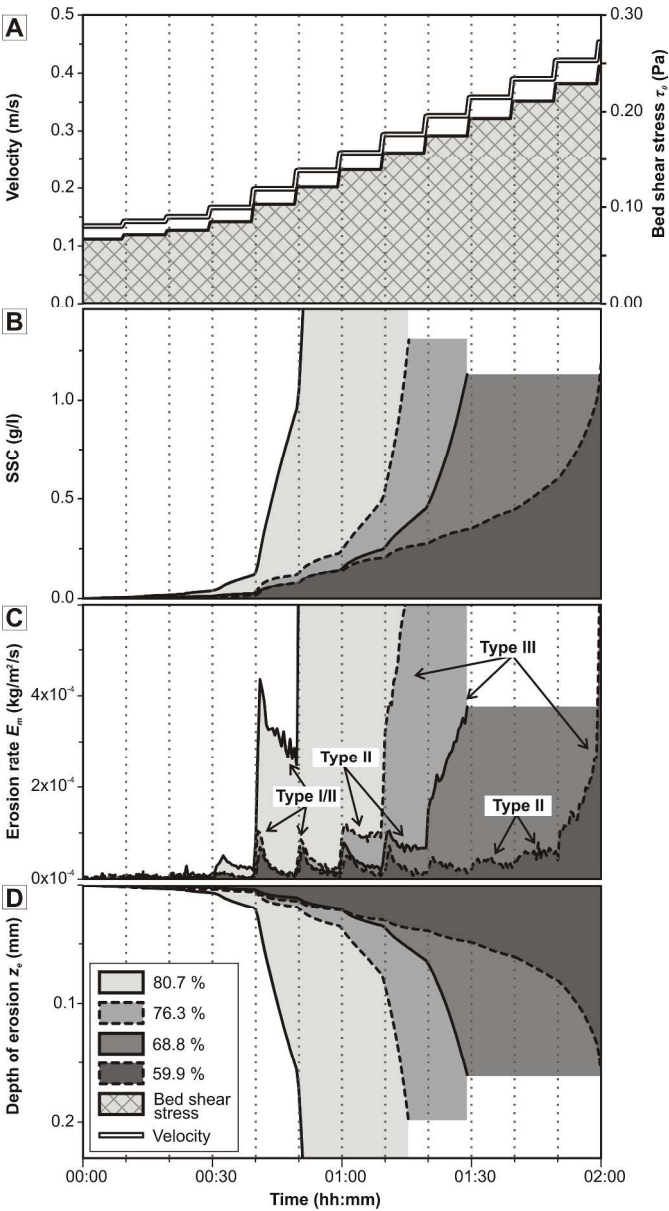 A
0.5
0.4
0.3
0.2
0.1
0.0
Velocity (m/s)
0.30
0.20
0.10
0.00
Bed shear stress τ₀ (Pa)
B
1.0
0.5
0.0
SSC (g/l)
C
4x10⁻⁴
2x10⁻⁴
0x10⁻⁴
Erosion rate Eₘ (kg/m²/s)
Type III
Type II
Type I/II
Type II
D
0.1
0.2
Depth of erosion zₑ (mm)
80.7 %
76.3 %
68.8 %
59.9 %
Bed shear
stress
Velocity
00:00
00:30
01:00
01:30
02:00
Time (hh:mm)